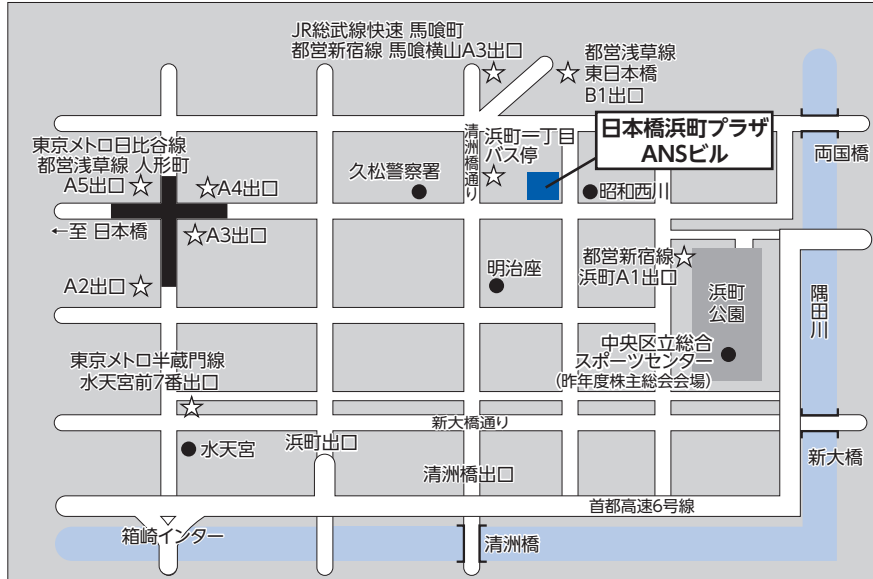 JR総武線快速 馬喰町
都営新宿線 馬喰横山A3出口
都営浅草線
東日本橋
B1出口
日本橋浜町プラザ
ANSビル
両国橋
清洲橋通り
浜町一丁目
バス停
久松警察署
昭和西川
東京メトロ日比谷線
都営浅草線 人形町
A5出口
A4出口
←至 日本橋
A3出口
A2出口
明治座
都営新宿線
浜町A1出口
浜町
公園
隅田川
中央区立総合
スポーツセンター
(昨年度株主総会会場)
東京メトロ半蔵門線
水天宮前7番出口
新大橋通り
水天宮
浜町出口
清洲橋出口
新大橋
首都高速6号線
箱崎インター
清洲橋